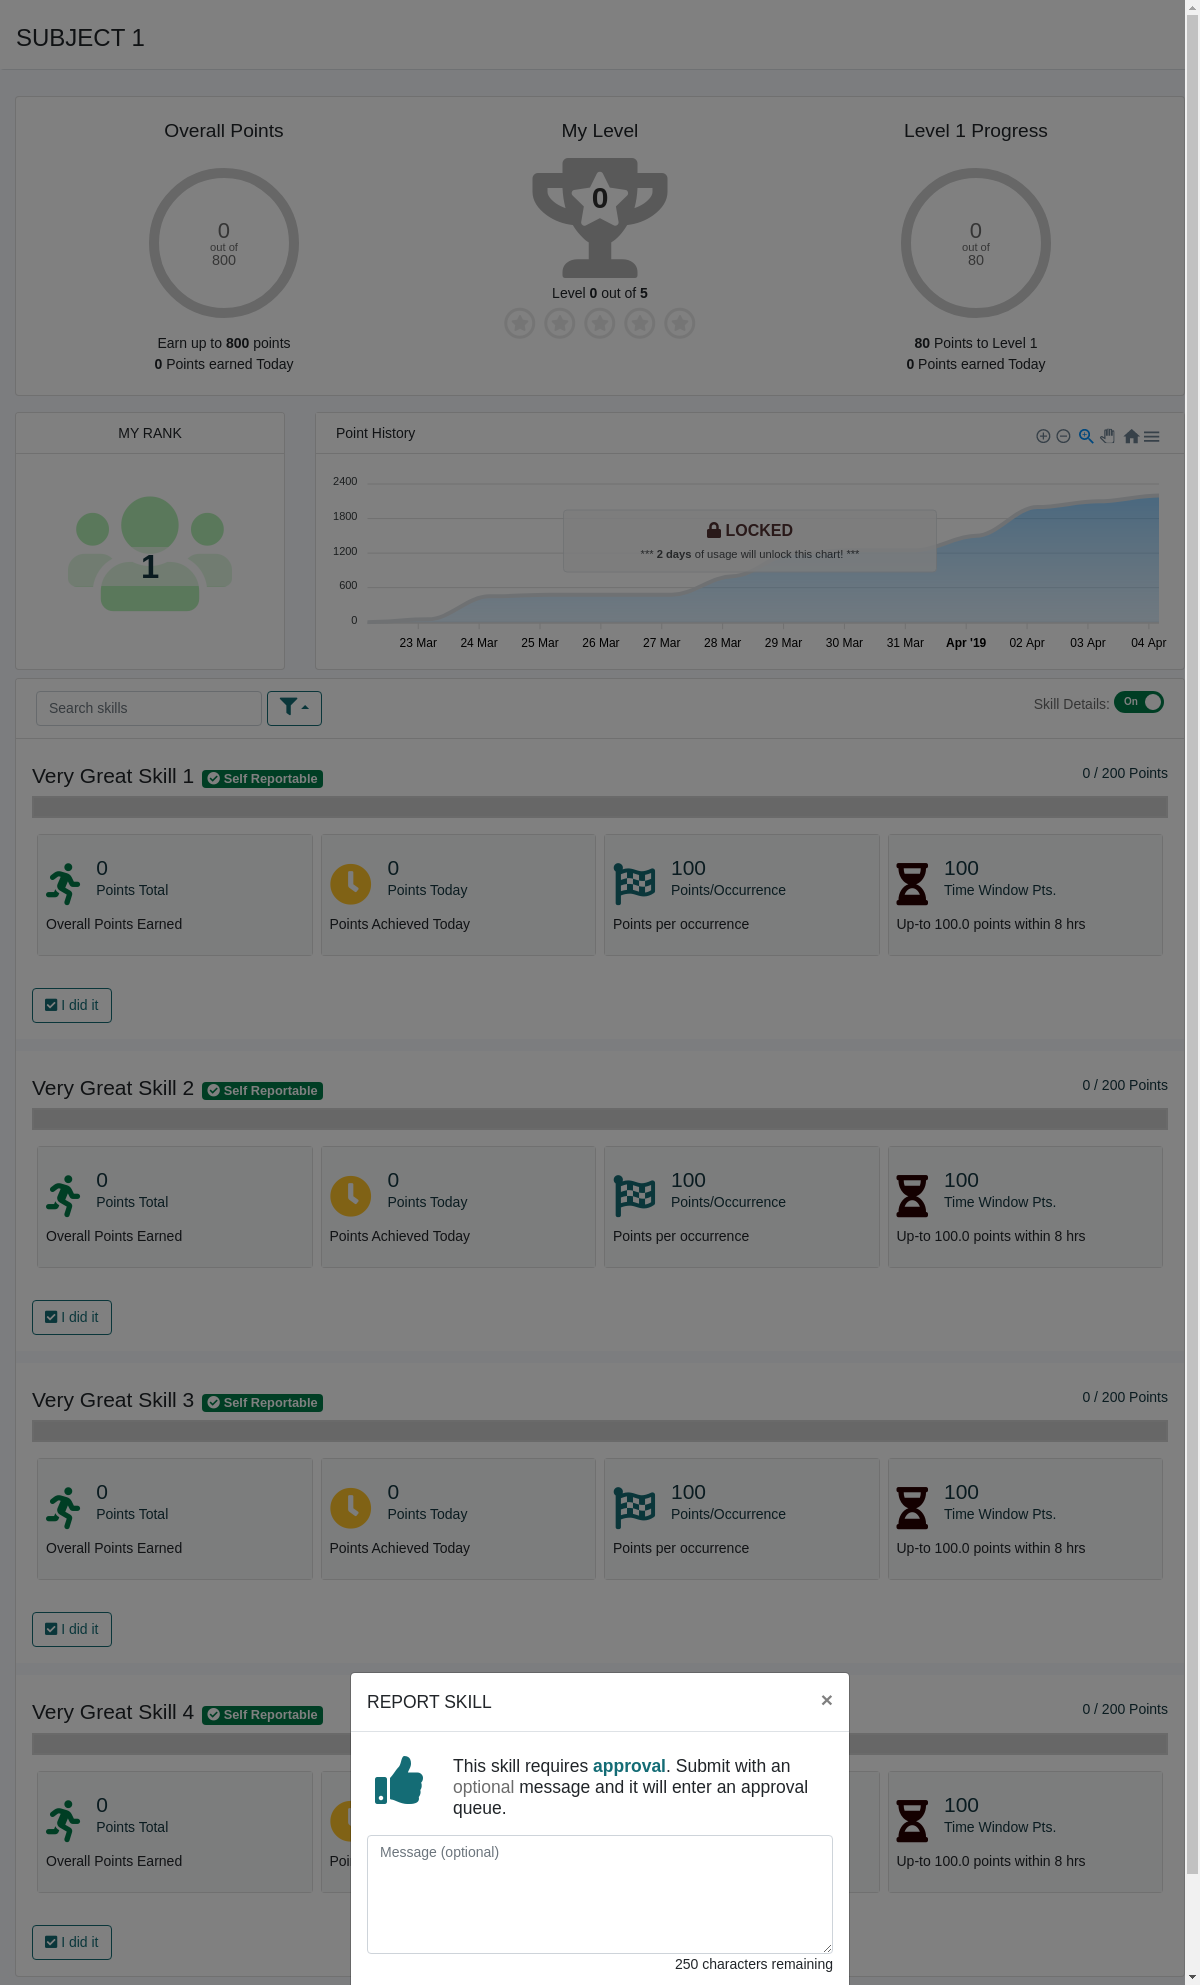 SUBJECT 1
Overall Points
0
out of
800
Earn up to 800 points
0 Points earned Today
My Level
0
Level 0 out of 5
Level 1 Progress
0
out of
80
80 Points to Level 1
0 Points earned Today
MY RANK
1
Point History
2400
1800
1200
600
0
LOCKED
*** 2 days of usage will unlock this chart! ***
23 Mar 24 Mar 25 Mar 26 Mar 27 Mar 28 Mar 29 Mar 30 Mar 31 Mar Apr '19 02 Apr 03 Apr 04 Apr
Search skills
Skill Details: On
Very Great Skill 1 Self Reportable 0 / 200 Points
0
Points Total
Overall Points Earned
0
Points Today
Points Achieved Today
100
Points/Occurrence
Points per occurrence
100
Time Window Pts.
Up-to 100.0 points within 8 hrs
I did it
Very Great Skill 2 Self Reportable 0 / 200 Points
0
Points Total
Overall Points Earned
0
Points Today
Points Achieved Today
100
Points/Occurrence
Points per occurrence
100
Time Window Pts.
Up-to 100.0 points within 8 hrs
I did it
Very Great Skill 3 Self Reportable 0 / 200 Points
0
Points Total
Overall Points Earned
0
Points Today
Points Achieved Today
100
Points/Occurrence
Points per occurrence
100
Time Window Pts.
Up-to 100.0 points within 8 hrs
I did it
Very Great Skill 4 Self Reportable 0 / 200 Points
0
Points Total
Overall Points Earned
100
Time Window Pts.
Up-to 100.0 points within 8 hrs
I did it
REPORT SKILL ×
This skill requires approval. Submit with an
optional message and it will enter an approval
queue.
Message (optional)
250 characters remaining